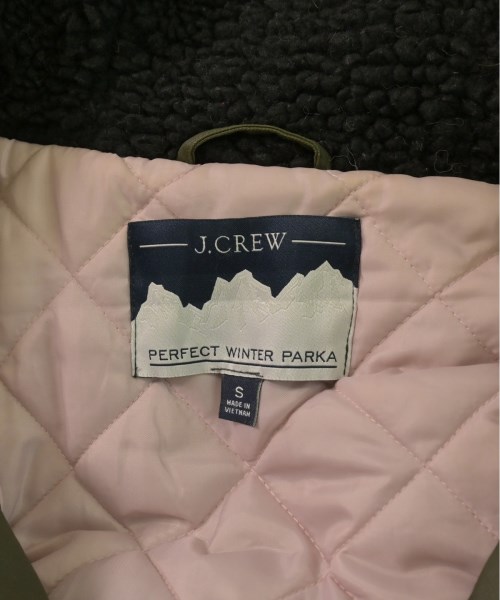 J.CREW
PERFECT WINTER PARKA
S
MADE IN
VIETNAM